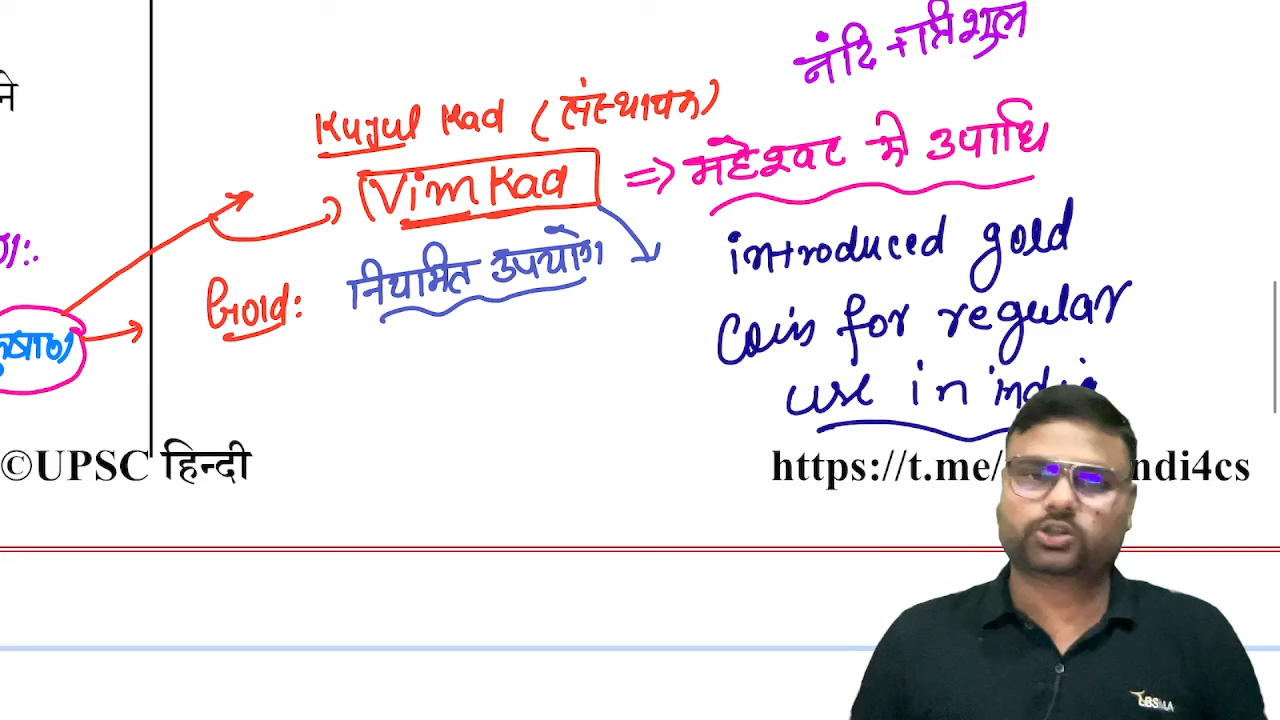 नंदि + त्रिशुल
ने
Kujul Kad (संस्थापक)
Vim Kad => महेश्वर की उपाधि
introduced gold
Gold: नियमित उपयोग
Coin for regular
कुषाण
use in india
©UPSC हिन्दी
https://t.me/ ndi4cs
LBSMA